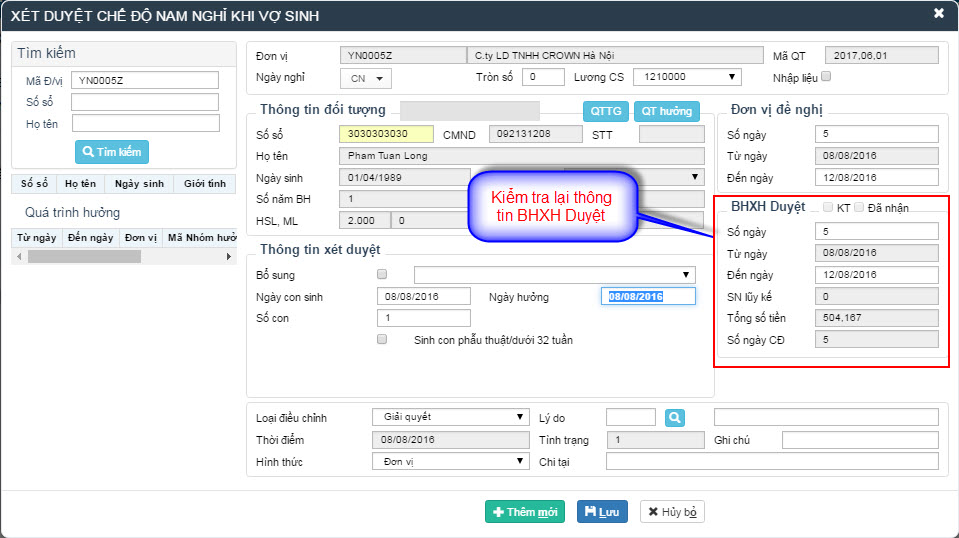 XÉT DUYỆT CHẾ ĐỘ NAM NGHỈ KHI VỢ SINH
Tìm kiếm
Mã Đ/vị YN0005Z
Số sổ
Họ tên
Tìm kiếm
Số sổ Họ tên Ngày sinh Giới tính
Quá trình hưởng
Từ ngày Đến ngày Đơn vị Mã Nhóm hưở
Đơn vị YN0005Z C.ty LD TNHH CROWN Hà Nội Mã QT 2017,06,01
Ngày nghỉ CN Tròn số 0 Lương CS 1210000 Nhập liệu
Thông tin đối tượng QTTG QT hưởng
Số sổ 3030303030 CMND 092131208 STT
Họ tên Pham Tuan Long
Ngày sinh 01/04/1989
Số năm BH 1
HSL, ML 2.000 0
Kiểm tra lại thông
tin BHXH Duyệt
Thông tin xét duyệt
Bổ sung
Ngày con sinh 08/08/2016 Ngày hưởng 08/08/2016
Số con 1
Sinh con phẫu thuật/dưới 32 tuần
Đơn vị đề nghị
Số ngày 5
Từ ngày 08/08/2016
Đến ngày 12/08/2016
BHXH Duyệt KT Đã nhận
Số ngày 5
Từ ngày 08/08/2016
Đến ngày 12/08/2016
SN lũy kế 0
Tổng số tiền 504,167
Số ngày CĐ 5
Loại điều chỉnh Giải quyết Lý do
Thời điểm 08/08/2016 Tình trạng 1 Ghi chú
Hình thức Đơn vị Chi tại
Thêm mới Lưu Hủy bỏ